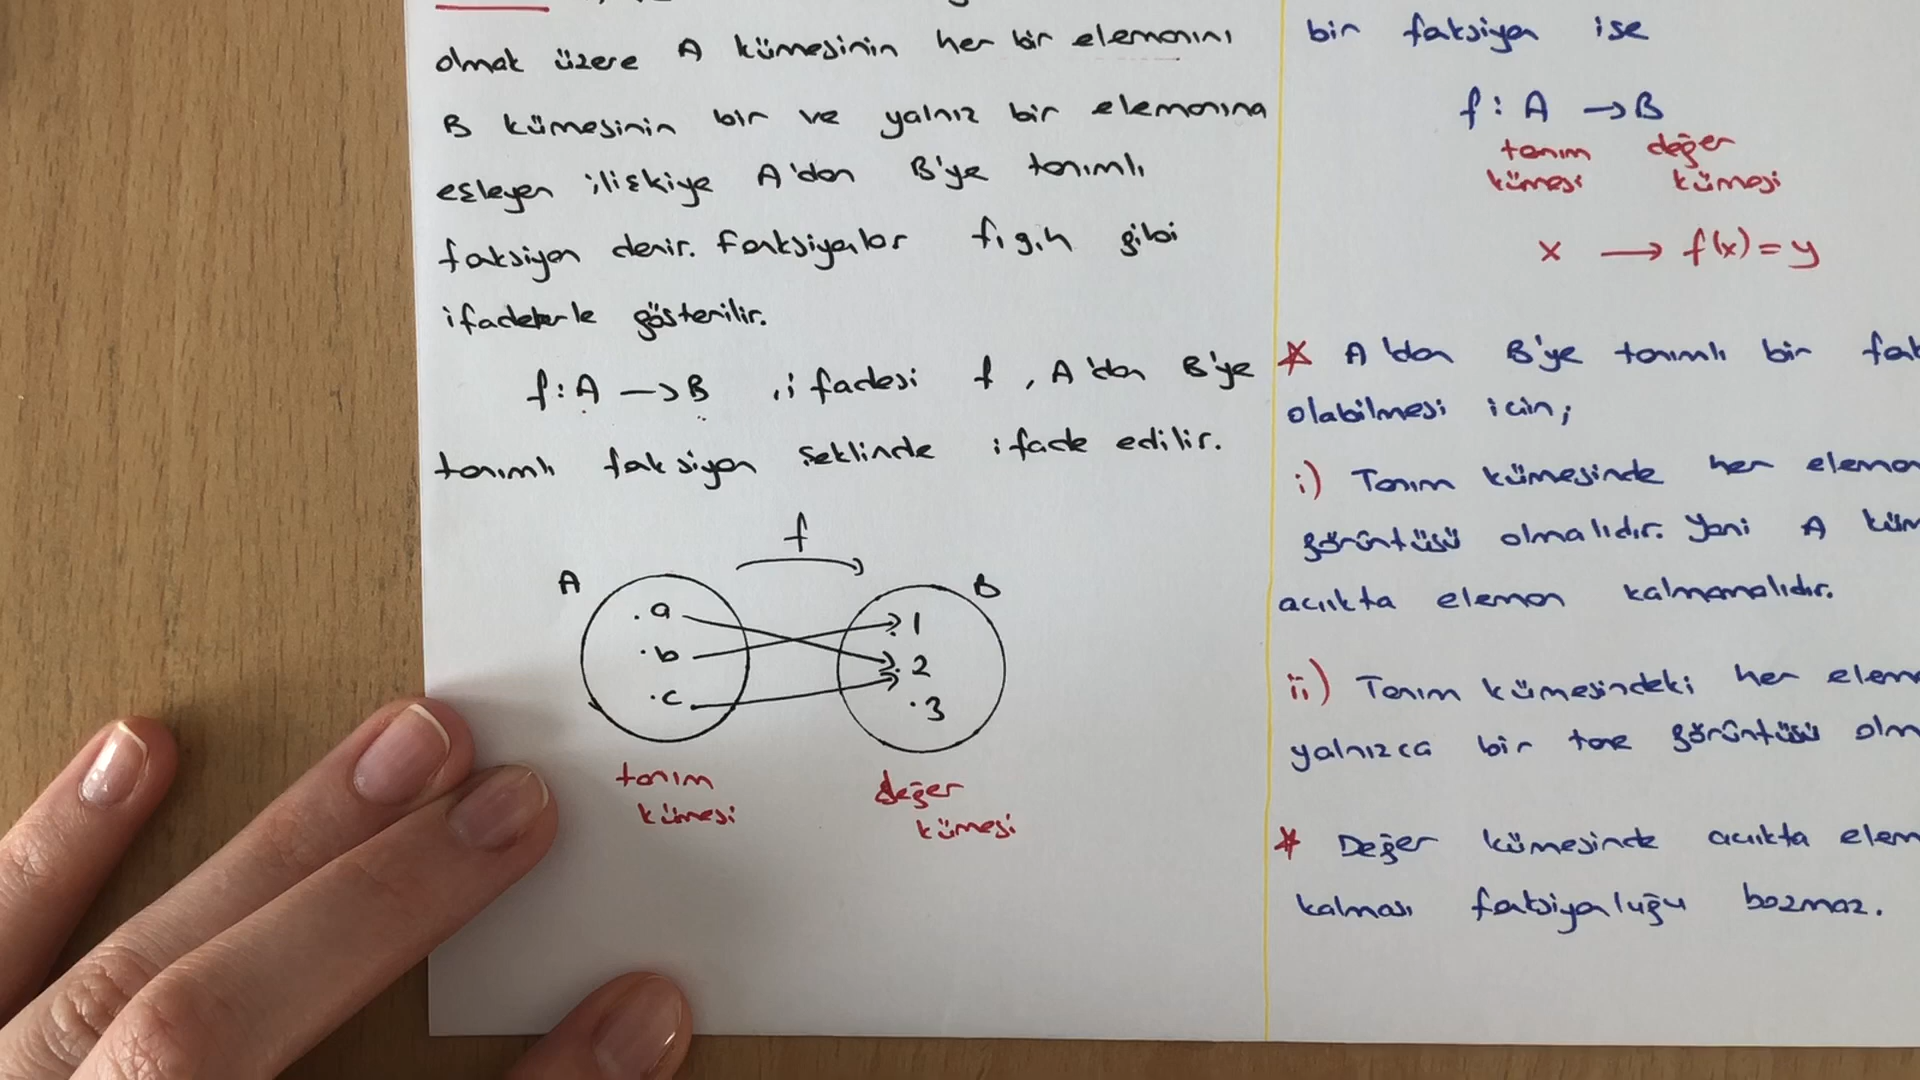 olmak üzere A kümesinin her bir elemanını
B kümesinin bir ve yalnız bir elemanına
eşleyen ilişkiye A'dan B'ye tanımlı
fonksiyon denir. Fonksiyonlar f,g,h gibi
ifadelerle gösterilir.
f: A → B , ifadesi f , A'dan B'ye
tanımlı fonksiyon şeklinde ifade edilir.
f
A B
.a
.b
.c
.1
.2
.3
tanım
kümesi
değer
kümesi
bir fonksiyon ise
f: A → B
tanım
kümesi
değer
kümesi
x → f(x)=y
* A'dan B'ye tanımlı bir
olabilmesi için;
i) Tanım kümesinde her
görüntüsü olmalıdır. Yani A
açıkta eleman kalmamalıdır.
ii) Tanım kümesindeki her
yalnızca bir tane görüntüsü
* Değer kümesinde açıkta
kalması fonksiyonluğu bozmaz.